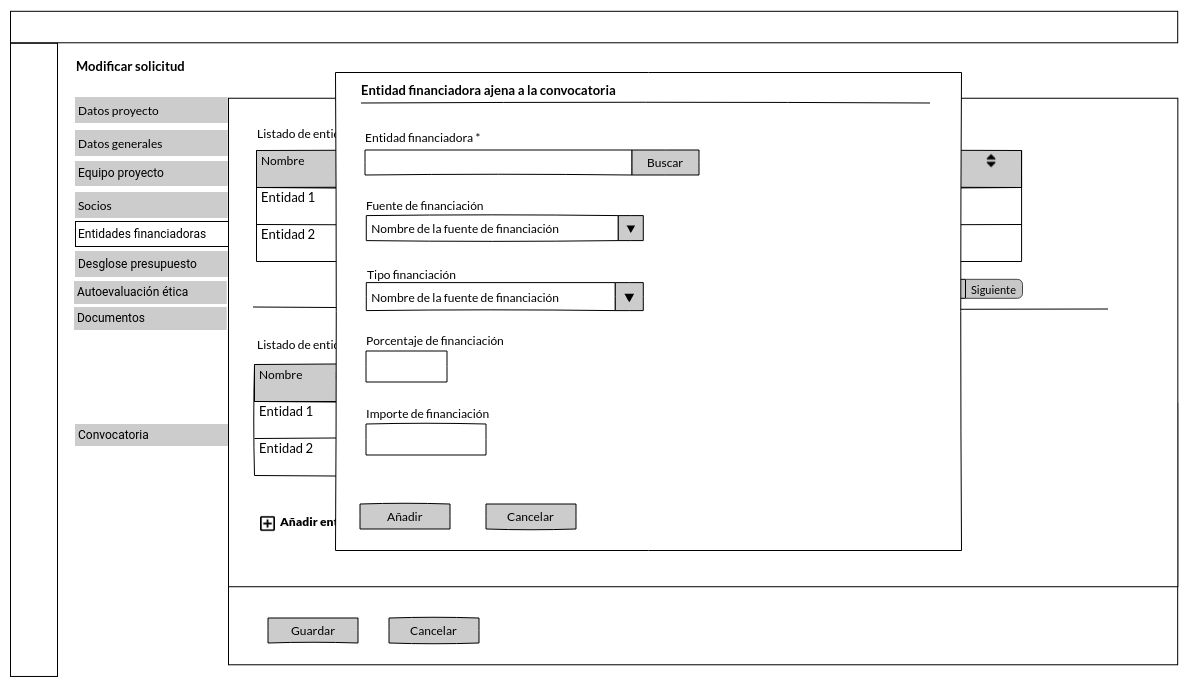 Modificar solicitud
Datos proyecto
Datos generales
Equipo proyecto
Socios
Entidades financiadoras
Desglose presupuesto
Autoevaluación ética
Documentos
Convocatoria
Listado de enti
Nombre
Entidad 1
Entidad 2
Siguiente
Listado de enti
Nombre
Entidad 1
Entidad 2
Añadir ent
Entidad financiadora ajena a la convocatoria
Entidad financiadora *
Buscar
Fuente de financiación
Nombre de la fuente de financiación
Tipo financiación
Nombre de la fuente de financiación
Porcentaje de financiación
Importe de financiación
Añadir
Cancelar
Guardar
Cancelar